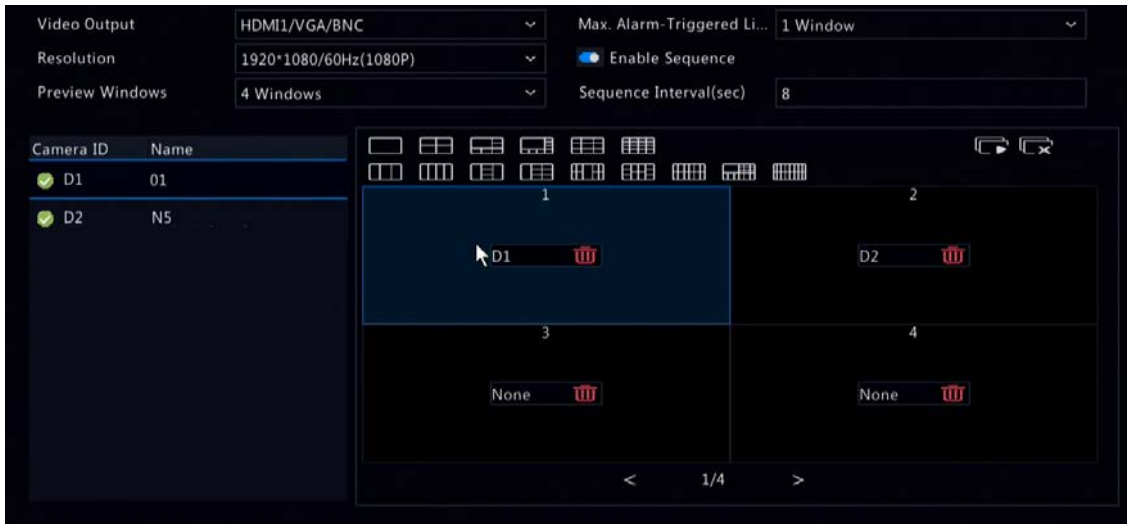 Video Output HDMI1/VGA/BNC Max. Alarm-Triggered Li... 1 Window
Resolution 1920*1080/60Hz(1080P) Enable Sequence
Preview Windows 4 Windows Sequence Interval(sec) 8
Camera ID Name
D1 01
D2 N5
1 2
D1 D2
3 4
None None
< 1/4 >